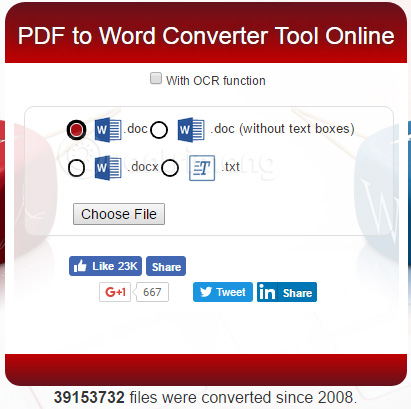 PDF to Word Converter Tool Online
With OCR function
W .doc W .doc (without text boxes)
W .docx T .txt
Choose File
Like 23K Share
G+1 667 Tweet in Share
39153732 files were converted since 2008.